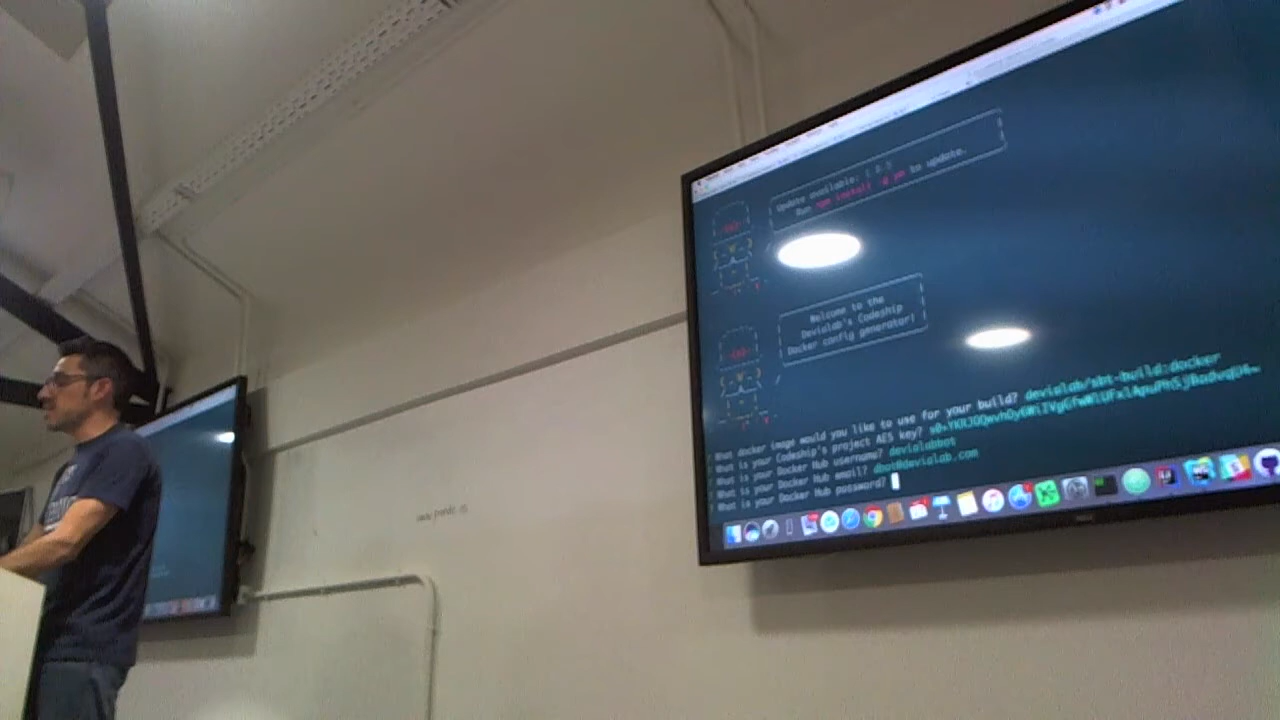 Update available:
Run npm install -g yo to update.
Welcome to the
Devialab's Codeship
Docker config generator!
What docker image would you like to use for your build? devialab/sbt-build:docker
What is your Codeship's project AES key?
What is your Docker Hub username? devialabbot
What is your Docker Hub email? dbot@devialab.com
What is your Docker Hub password?